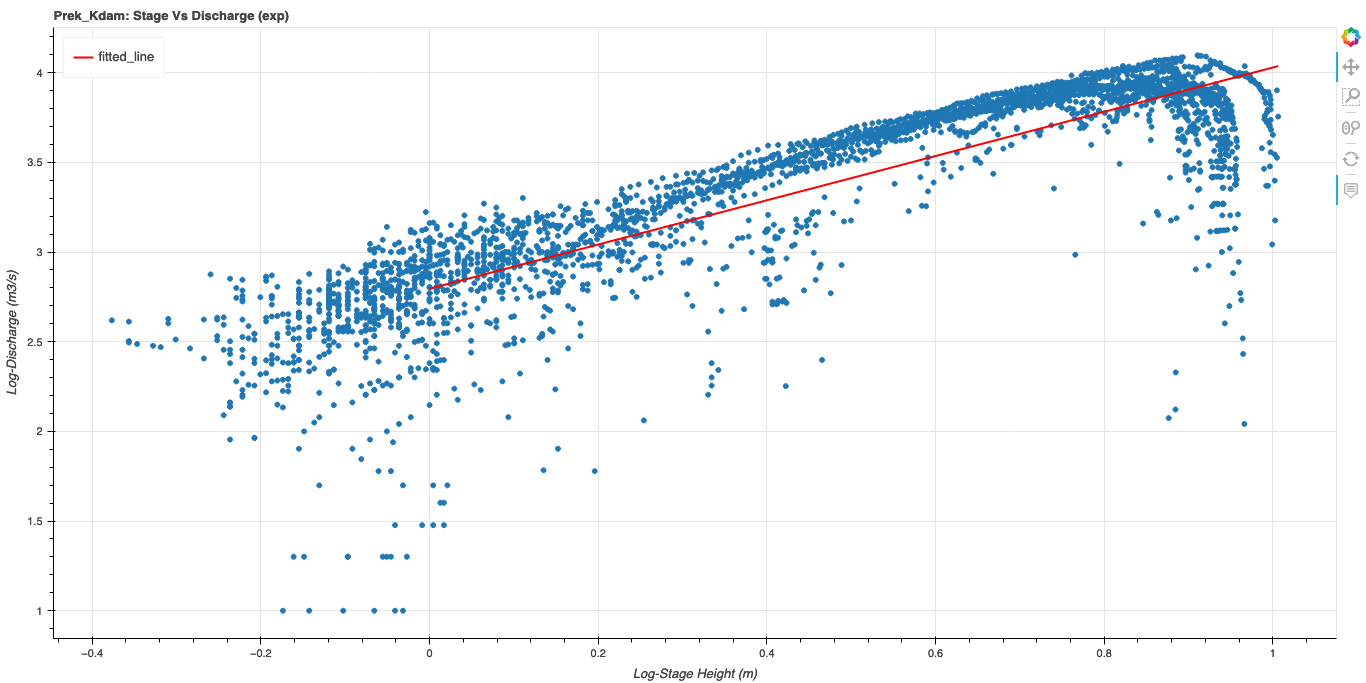 Prek_Kdam: Stage Vs Discharge (exp)
fitted_line
4
3.5
3
2.5
2
1.5
1
Log-Discharge (m3/s)
−0.4 −0.2 0 0.2 0.4 0.6 0.8 1
Log-Stage Height (m)